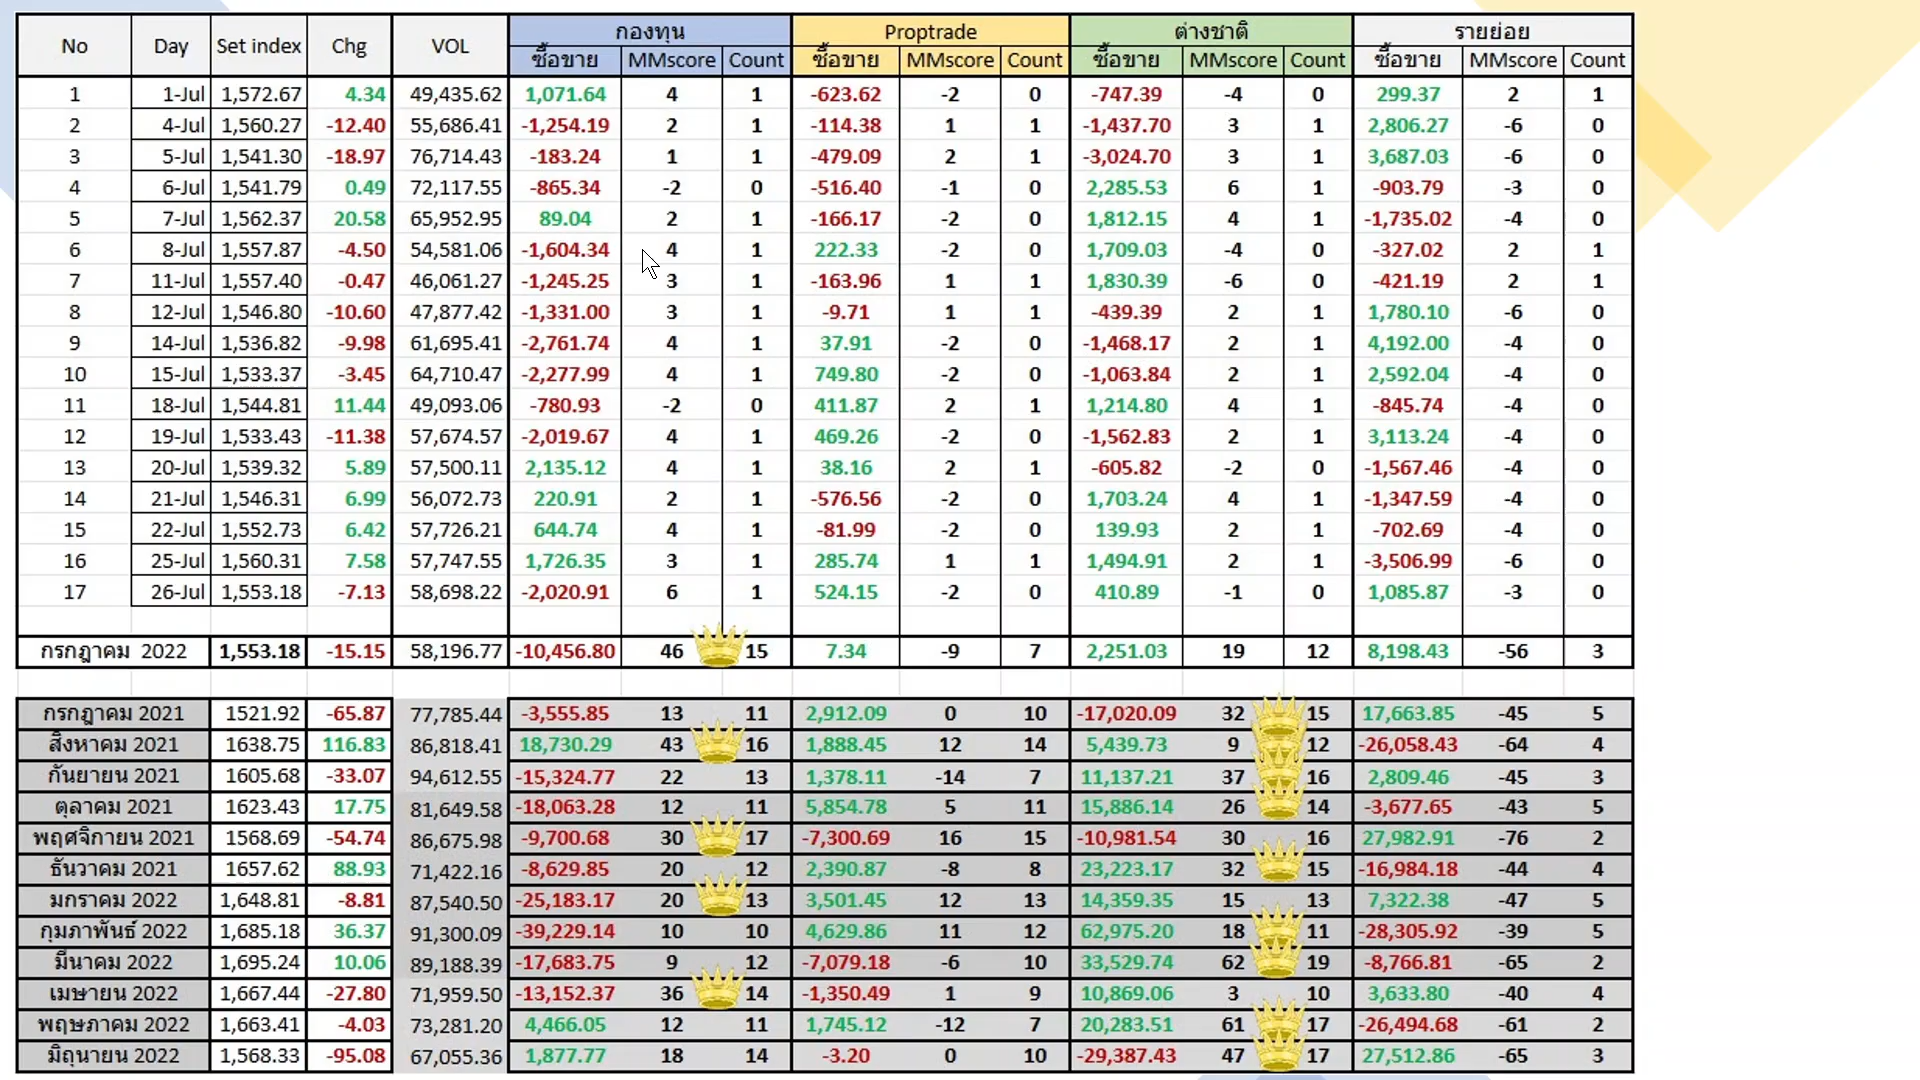 No Day Set index Chg VOL กองทุน Proptrade ต่างชาติ รายย่อย
ซื้อขาย MMscore Count ซื้อขาย MMscore Count ซื้อขาย MMscore Count ซื้อขาย MMscore Count
1 1-Jul 1,572.67 4.34 49,435.62 1,071.64 4 1 -623.62 -2 0 -747.39 -4 0 299.37 2 1
2 4-Jul 1,560.27 -12.40 55,686.41 -1,254.19 2 1 -114.38 1 1 -1,437.70 3 1 2,806.27 -6 0
3 5-Jul 1,541.30 -18.97 76,714.43 -183.24 1 1 -479.09 2 1 -3,024.70 3 1 3,687.03 -6 0
4 6-Jul 1,541.79 0.49 72,117.55 -865.34 -2 0 -516.40 -1 0 2,285.53 6 1 -903.79 -3 0
5 7-Jul 1,562.37 20.58 65,952.95 89.04 2 1 -166.17 -2 0 1,812.15 4 1 -1,735.02 -4 0
6 8-Jul 1,557.87 -4.50 54,581.06 -1,604.34 4 1 222.33 -2 0 1,709.03 -4 0 -327.02 2 1
7 11-Jul 1,557.40 -0.47 46,061.27 -1,245.25 3 1 -163.96 1 1 1,830.39 -6 0 -421.19 2 1
8 12-Jul 1,546.80 -10.60 47,877.42 -1,331.00 3 1 -9.71 1 1 -439.39 2 1 1,780.10 -6 0
9 14-Jul 1,536.82 -9.98 61,695.41 -2,761.74 4 1 37.91 -2 0 -1,468.17 2 1 4,192.00 -4 0
10 15-Jul 1,533.37 -3.45 64,710.47 -2,277.99 4 1 749.80 -2 0 -1,063.84 2 1 2,592.04 -4 0
11 18-Jul 1,544.81 11.44 49,093.06 -780.93 -2 0 411.87 2 1 1,214.80 4 1 -845.74 -4 0
12 19-Jul 1,533.43 -11.38 57,674.57 -2,019.67 4 1 469.26 -2 0 -1,562.83 2 1 3,113.24 -4 0
13 20-Jul 1,539.32 5.89 57,500.11 2,135.12 4 1 38.16 2 1 -605.82 -2 0 -1,567.46 -4 0
14 21-Jul 1,546.31 6.99 56,072.73 220.91 2 1 -576.56 -2 0 1,703.24 4 1 -1,347.59 -4 0
15 22-Jul 1,552.73 6.42 57,726.21 644.74 4 1 -81.99 -2 0 139.93 2 1 -702.69 -4 0
16 25-Jul 1,560.31 7.58 57,747.55 1,726.35 3 1 285.74 1 1 1,494.91 2 1 -3,506.99 -6 0
17 26-Jul 1,553.18 -7.13 58,698.22 -2,020.91 6 1 524.15 -2 0 410.89 -1 0 1,085.87 -3 0
กรกฎาคม 2022 1,553.18 -15.15 58,196.77 -10,456.80 46 15 7.34 -9 7 2,251.03 19 12 8,198.43 -56 3
กรกฎาคม 2021 1521.92 -65.87 77,785.44 -3,555.85 13 11 2,912.09 0 10 -17,020.09 32 15 17,663.85 -45 5
สิงหาคม 2021 1638.75 116.83 86,818.41 18,730.29 43 16 1,888.45 12 14 5,439.73 9 12 -26,058.43 -64 4
กันยายน 2021 1605.68 -33.07 94,612.55 -15,324.77 22 13 1,378.11 -14 7 11,137.21 37 16 2,809.46 -45 3
ตุลาคม 2021 1623.43 17.75 81,649.58 -18,063.28 12 11 5,854.78 5 11 15,886.14 26 14 -3,677.65 -43 5
พฤศจิกายน 2021 1568.69 -54.74 86,675.98 -9,700.68 30 17 -7,300.69 16 15 -10,981.54 30 16 27,982.91 -76 2
ธันวาคม 2021 1657.62 88.93 71,422.16 -8,629.85 20 12 2,390.87 -8 8 23,223.17 32 15 -16,984.18 -44 4
มกราคม 2022 1,648.81 -8.81 87,540.50 -25,183.17 20 13 3,501.45 12 13 14,359.35 15 13 7,322.38 -47 5
กุมภาพันธ์ 2022 1,685.18 36.37 91,300.09 -39,229.14 10 10 4,629.86 11 12 62,975.20 18 11 -28,305.92 -39 5
มีนาคม 2022 1,695.24 10.06 89,188.39 -17,683.75 9 12 -7,079.18 -6 10 33,529.74 62 19 -8,766.81 -65 2
เมษายน 2022 1,667.44 -27.80 71,959.50 -13,152.37 36 14 -1,350.49 1 9 10,869.06 3 10 3,633.80 -40 4
พฤษภาคม 2022 1,663.41 -4.03 73,281.20 4,466.05 12 11 1,745.12 -12 7 20,283.51 61 17 -26,494.68 -61 2
มิถุนายน 2022 1,568.33 -95.08 67,055.36 1,877.77 18 14 -3.20 0 10 -29,387.43 47 17 27,512.86 -65 3